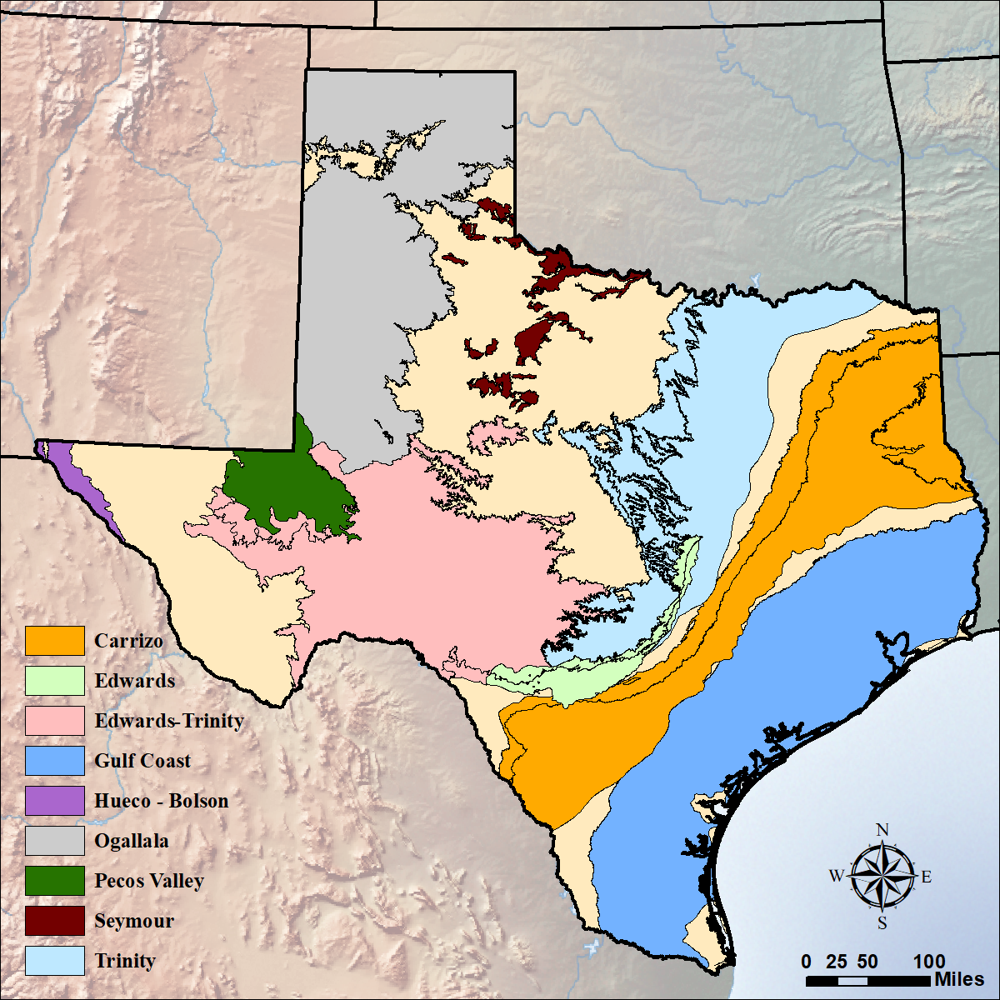 Carrizo
Edwards
Edwards-Trinity
Gulf Coast
Hueco - Bolson
Ogallala
Pecos Valley
Seymour
Trinity
N
W E
S
0 25 50 100
Miles